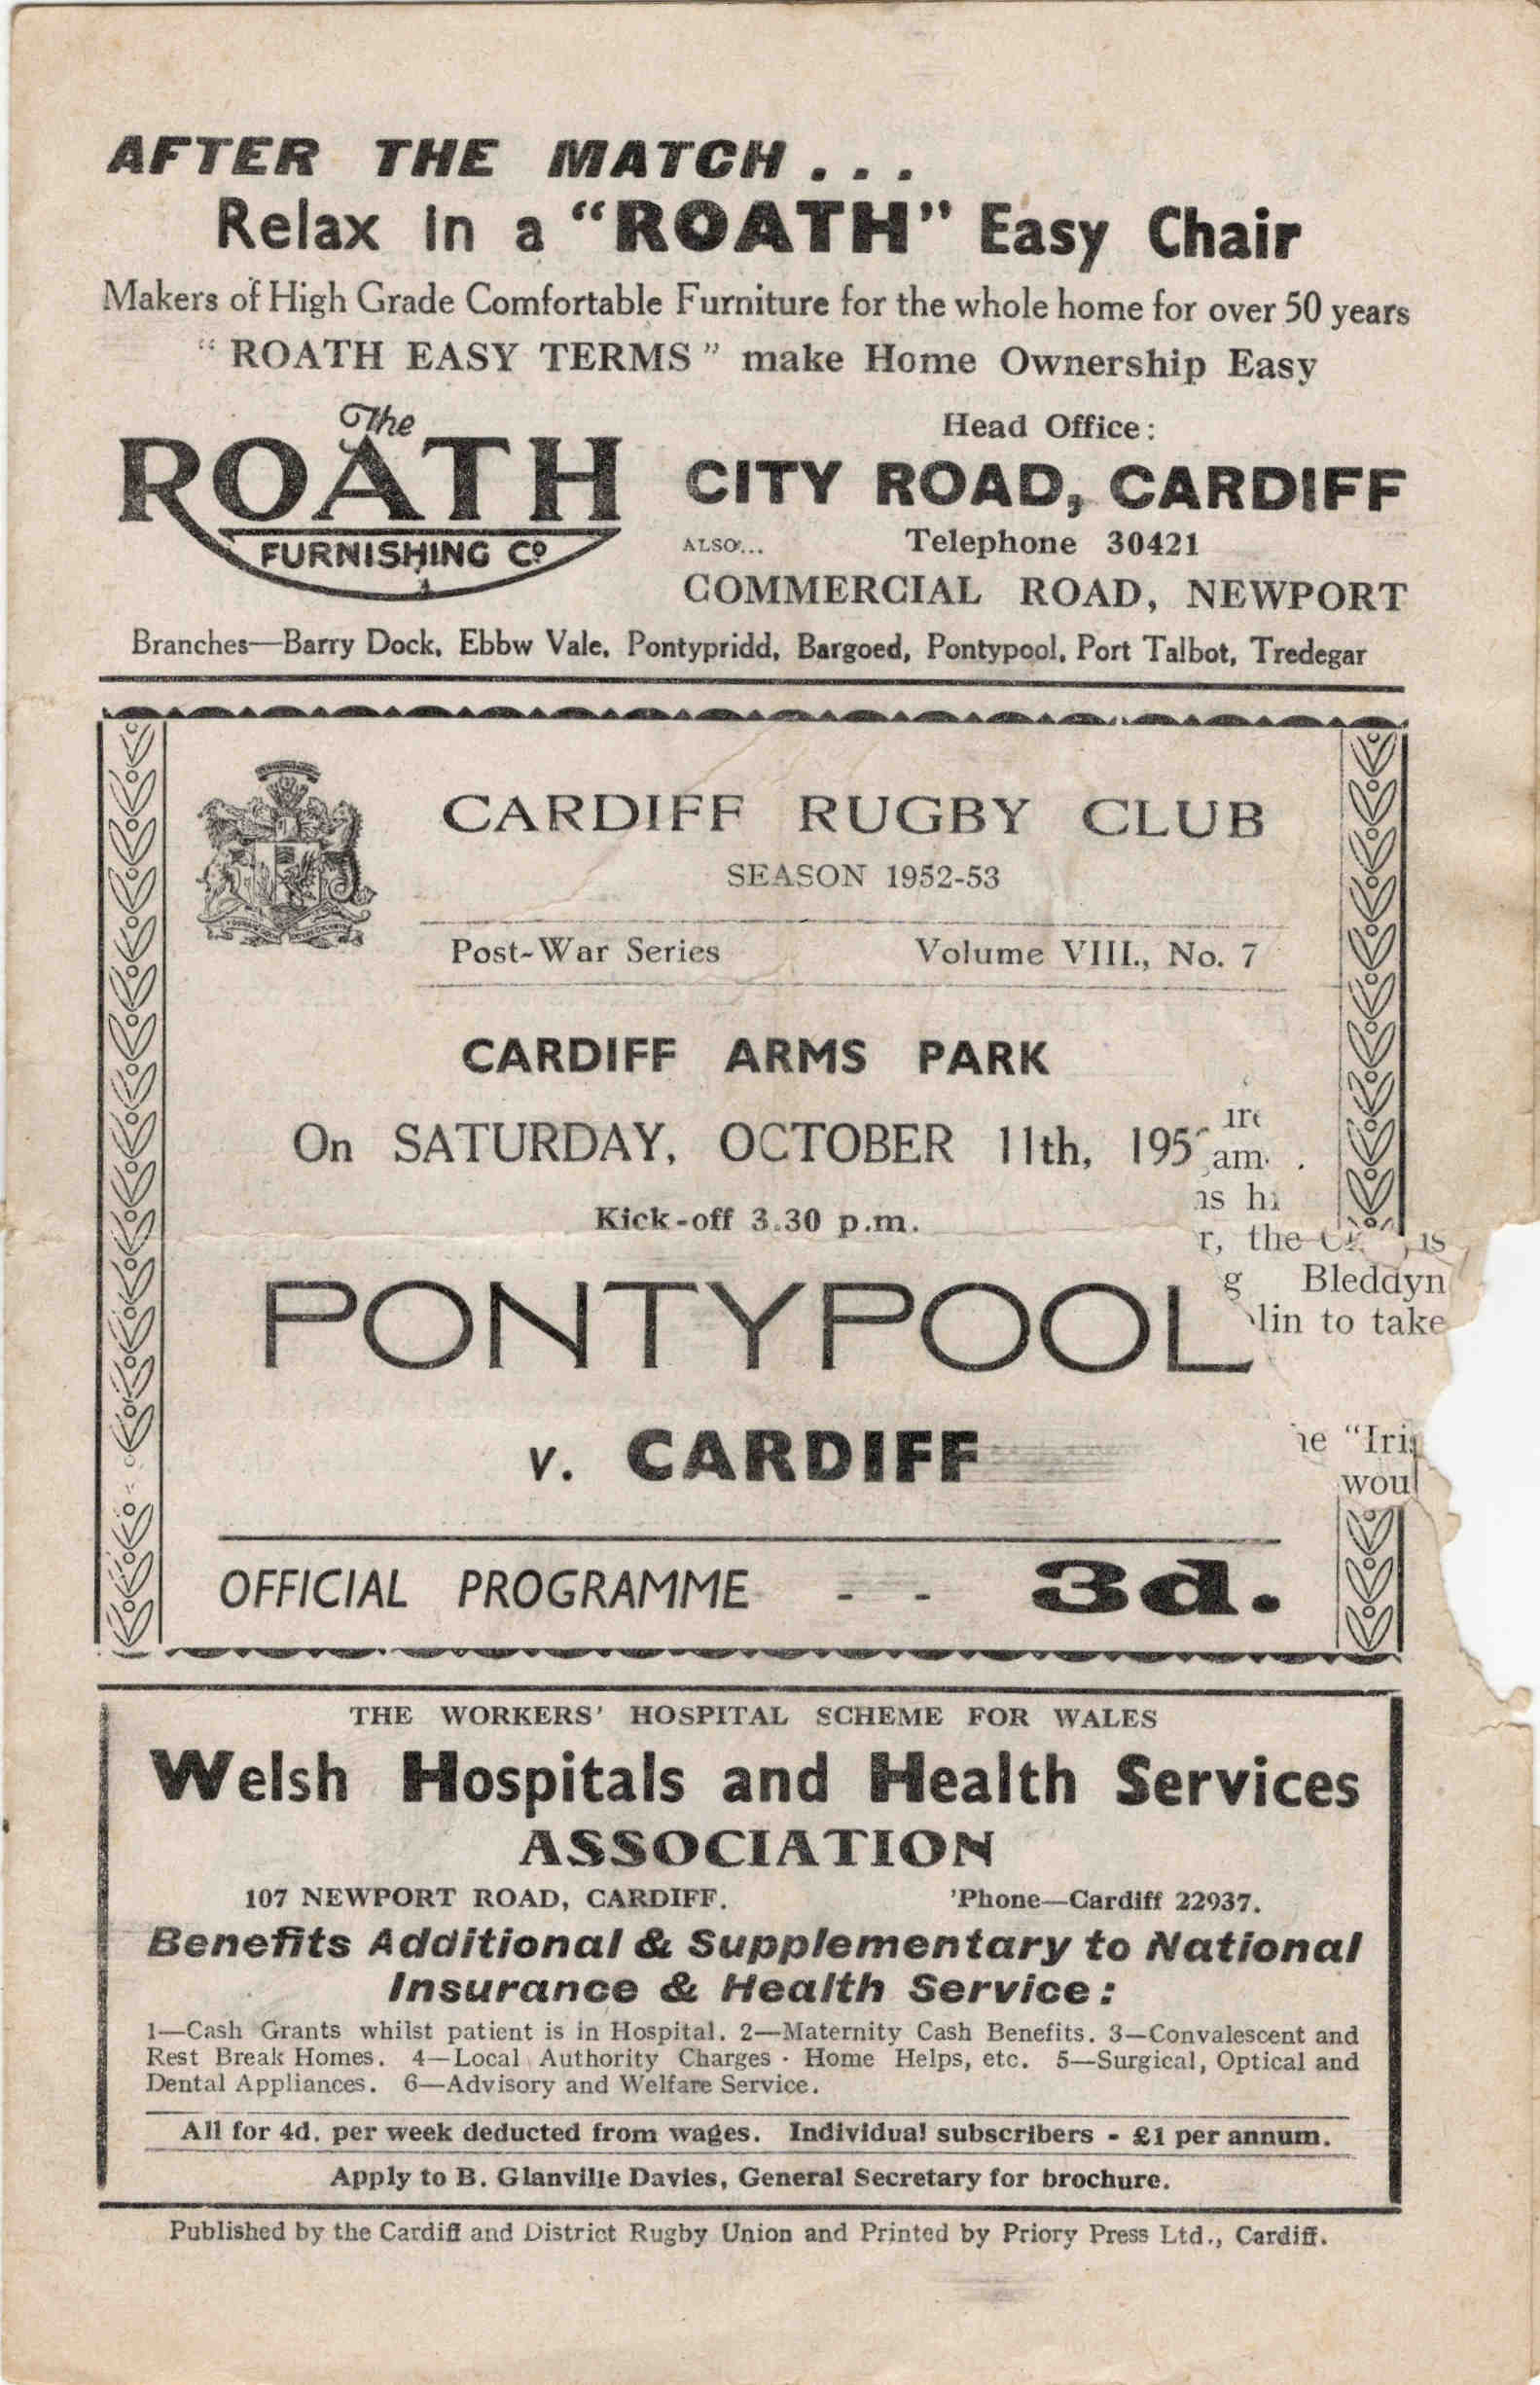 AFTER THE MATCH . . .
Relax in a "ROATH" Easy Chair
Makers of High Grade Comfortable Furniture for the whole home for over 50 years
"ROATH EASY TERMS" make Home Ownership Easy
The
ROATH
FURNISHING Co
Head Office:
CITY ROAD, CARDIFF
ALSO... Telephone 30421
COMMERCIAL ROAD, NEWPORT
Branches—Barry Dock, Ebbw Vale, Pontypridd, Bargoed, Pontypool, Port Talbot, Tredegar
CARDIFF RUGBY CLUB
SEASON 1952-53
Post-War Series Volume VIII., No. 7
CARDIFF ARMS PARK
On SATURDAY, OCTOBER 11th, 195
Kick-off 3.30 p.m.
the
Bleddyn
lin to take
PONTYPOOL
v. CARDIFF
OFFICIAL PROGRAMME - - 3d.
THE WORKERS' HOSPITAL SCHEME FOR WALES
Welsh Hospitals and Health Services
ASSOCIATION
107 NEWPORT ROAD, CARDIFF. 'Phone—Cardiff 22937.
Benefits Additional & Supplementary to National
Insurance & Health Service:
1—Cash Grants whilst patient is in Hospital. 2—Maternity Cash Benefits. 3—Convalescent and
Rest Break Homes. 4—Local Authority Charges · Home Helps, etc. 5—Surgical, Optical and
Dental Appliances. 6—Advisory and Welfare Service.
All for 4d. per week deducted from wages. Individual subscribers - £1 per annum.
Apply to B. Glanville Davies, General Secretary for brochure.
Published by the Cardiff and District Rugby Union and Printed by Priory Press Ltd., Cardiff.